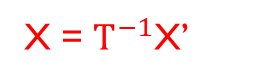 X = T⁻¹X’